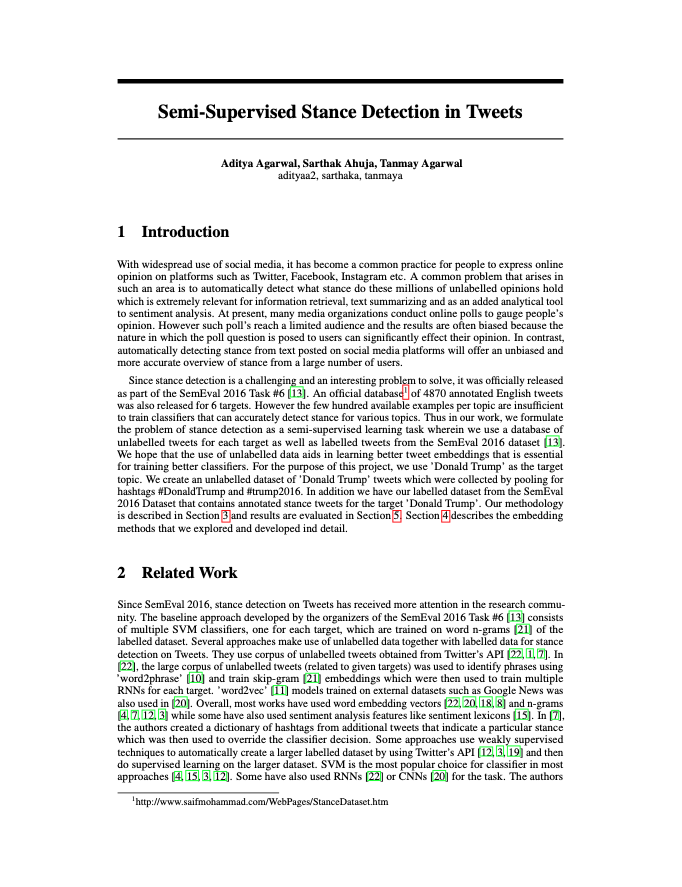 Semi-Supervised Stance Detection in Tweets
Aditya Agarwal, Sarthak Ahuja, Tanmay Agarwal
adityaa2, sarthaka, tanmaya
1 Introduction
With widespread use of social media, it has become a common practice for people to express online
opinion on platforms such as Twitter, Facebook, Instagram etc. A common problem that arises in
such an area is to automatically detect what stance do these millions of unlabelled opinions hold
which is extremely relevant for information retrieval, text summarizing and as an added analytical tool
to sentiment analysis. At present, many media organizations conduct online polls to gauge people's
opinion. However such poll's reach a limited audience and the results are often biased because the
nature in which the poll question is posed to users can significantly effect their opinion. In contrast,
automatically detecting stance from text posted on social media platforms will offer an unbiased and
more accurate overview of stance from a large number of users.
Since stance detection is a challenging and an interesting problem to solve, it was officially released
as part of the SemEval 2016 Task #6 [13]. An official database1 of 4870 annotated English tweets
was also released for 6 targets. However the few hundred available examples per topic are insufficient
to train classifiers that can accurately detect stance for various topics. Thus in our work, we formulate
the problem of stance detection as a semi-supervised learning task wherein we use a database of
unlabelled tweets for each target as well as labelled tweets from the SemEval 2016 dataset [13].
We hope that the use of unlabelled data aids in learning better tweet embeddings that is essential
for training better classifiers. For the purpose of this project, we use 'Donald Trump' as the target
topic. We create an unlabelled dataset of 'Donald Trump' tweets which were collected by pooling for
hashtags #DonaldTrump and #trump2016. In addition we have our labelled dataset from the SemEval
2016 Dataset that contains annotated stance tweets for the target 'Donald Trump'. Our methodology
is described in Section 3 and results are evaluated in Section 5. Section 4 describes the embedding
methods that we explored and developed ind detail.
2 Related Work
Since SemEval 2016, stance detection on Tweets has received more attention in the research commu-
nity. The baseline approach developed by the organizers of the SemEval 2016 Task #6 [13] consists
of multiple SVM classifiers, one for each target, which are trained on word n-grams [21] of the
labelled dataset. Several approaches make use of unlabelled data together with labelled data for stance
detection on Tweets. They use corpus of unlabelled tweets obtained from Twitter's API [22, 1, 7]. In
[22], the large corpus of unlabelled tweets (related to given targets) was used to identify phrases using
'word2phrase' [10] and train skip-gram [21] embeddings which were then used to train multiple
RNNs for each target. 'word2vec' [11] models trained on external datasets such as Google News was
also used in [20]. Overall, most works have used word embedding vectors [22, 20, 18, 8] and n-grams
[4, 7, 12, 3] while some have also used sentiment analysis features like sentiment lexicons [15]. In [7],
the authors created a dictionary of hashtags from additional tweets that indicate a particular stance
which was then used to override the classifier decision. Some approaches use weakly supervised
techniques to automatically create a larger labelled dataset by using Twitter's API [12, 3, 19] and then
do supervised learning on the larger dataset. SVM is the most popular choice for classifier in most
approaches [4, 15, 3, 12]. Some have also used RNNs [22] or CNNs [20] for the task. The authors
1http://www.saifmohammad.com/WebPages/StanceDataset.htm